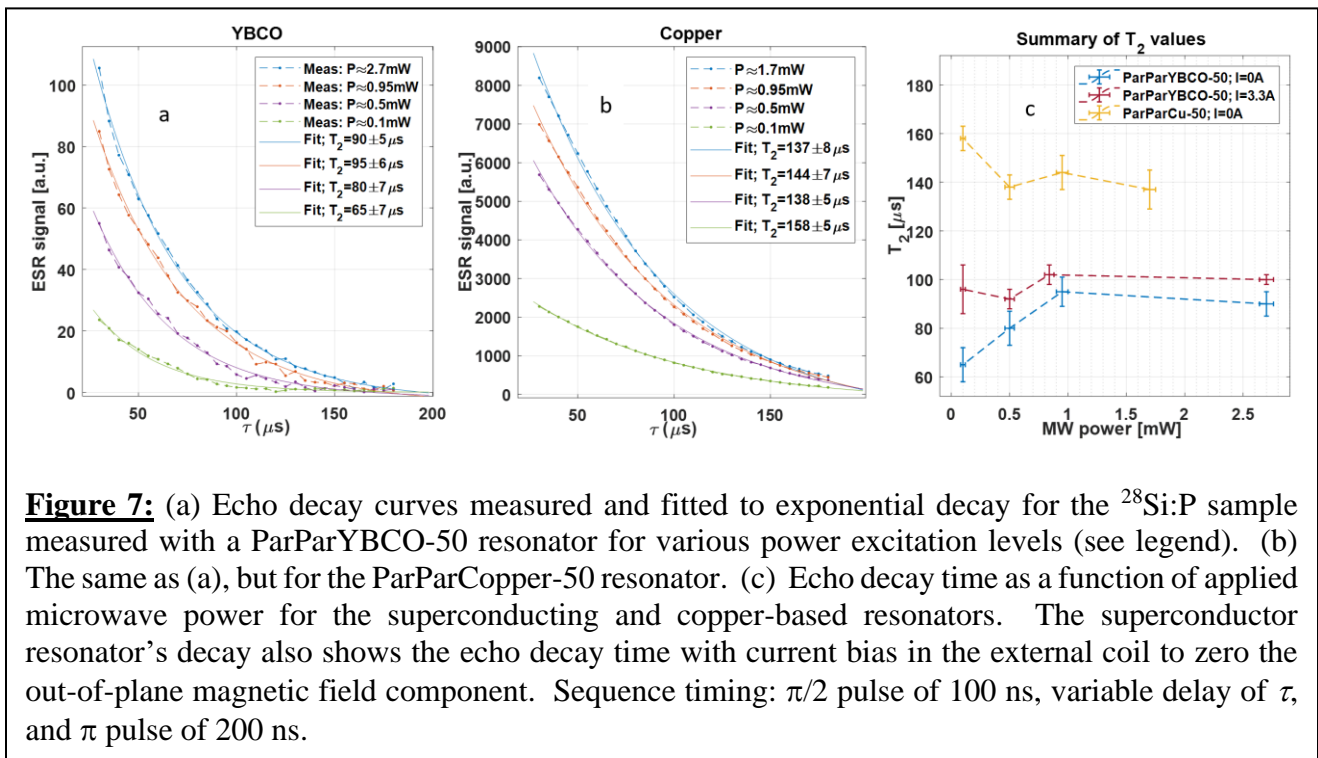 YBCO
ESR signal [a.u.]
100
80
60
40
20
0
50
100
150
200
τ (μs)
a
Meas: P≈2.7mW
Meas: P≈0.95mW
Meas: P≈0.5mW
Meas: P≈0.1mW
Fit; T2=90±5μs
Fit; T2=95±6μs
Fit; T2=80±7μs
Fit; T2=65±7μs
Copper
ESR signal [a.u.]
9000
8000
7000
6000
5000
4000
3000
2000
1000
0
50
100
150
τ (μs)
b
P≈1.7mW
P≈0.95mW
P≈0.5mW
P≈0.1mW
Fit; T2=137±8μs
Fit; T2=144±7μs
Fit; T2=138±5μs
Fit; T2=158±5μs
Summary of T2 values
T2 [μs]
180
160
140
120
100
80
60
0
0.5
1
1.5
2
2.5
MW power [mW]
c
ParParYBCO-50; I=0A
ParParYBCO-50; I=3.3A
ParParCu-50; I=0A
Figure 7: (a) Echo decay curves measured and fitted to exponential decay for the 28Si:P sample
measured with a ParParYBCO-50 resonator for various power excitation levels (see legend). (b)
The same as (a), but for the ParParCopper-50 resonator. (c) Echo decay time as a function of applied
microwave power for the superconducting and copper-based resonators. The superconductor
resonator's decay also shows the echo decay time with current bias in the external coil to zero the
out-of-plane magnetic field component. Sequence timing: π/2 pulse of 100 ns, variable delay of τ,
and π pulse of 200 ns.